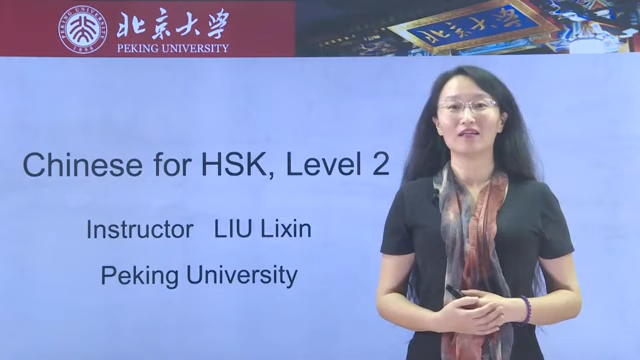 北京大学
PEKING UNIVERSITY
Chinese for HSK, Level 2
Instructor LIU Lixin
Peking University